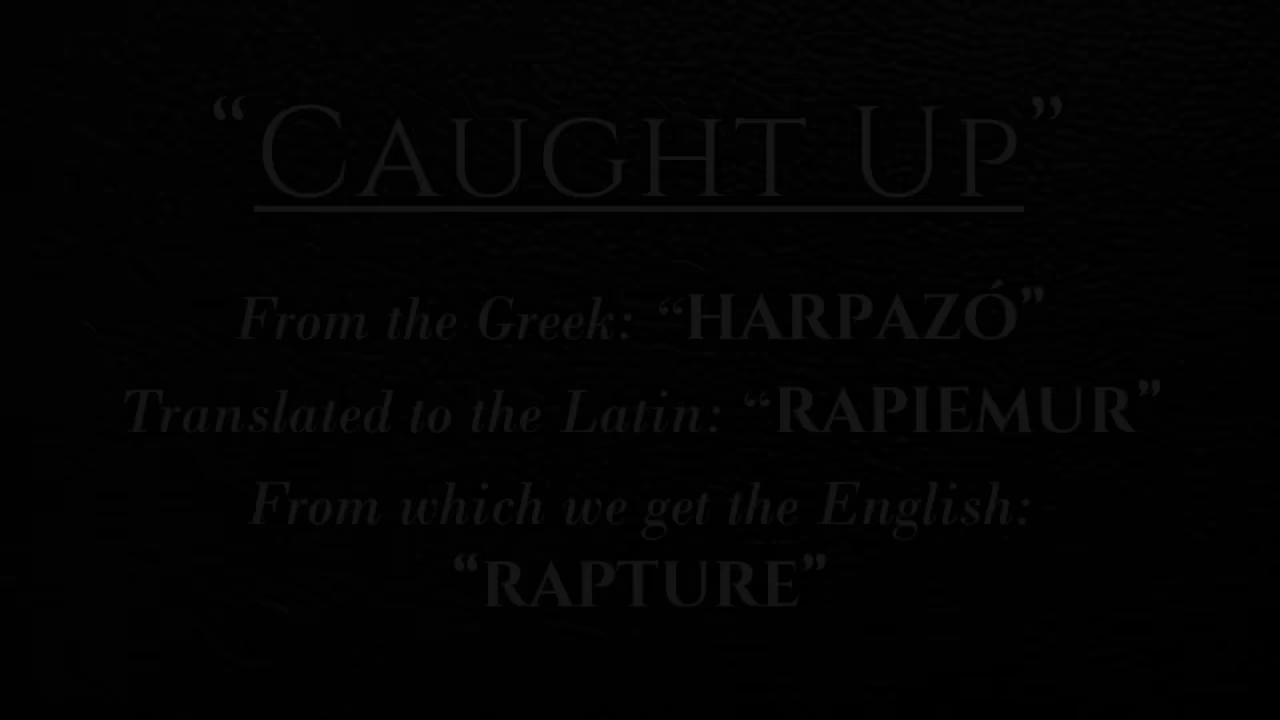 “Caught Up”
From the Greek: “HARPAZÓ”
Translated to the Latin: “RAPIEMUR”
From which we get the English:
“RAPTURE”